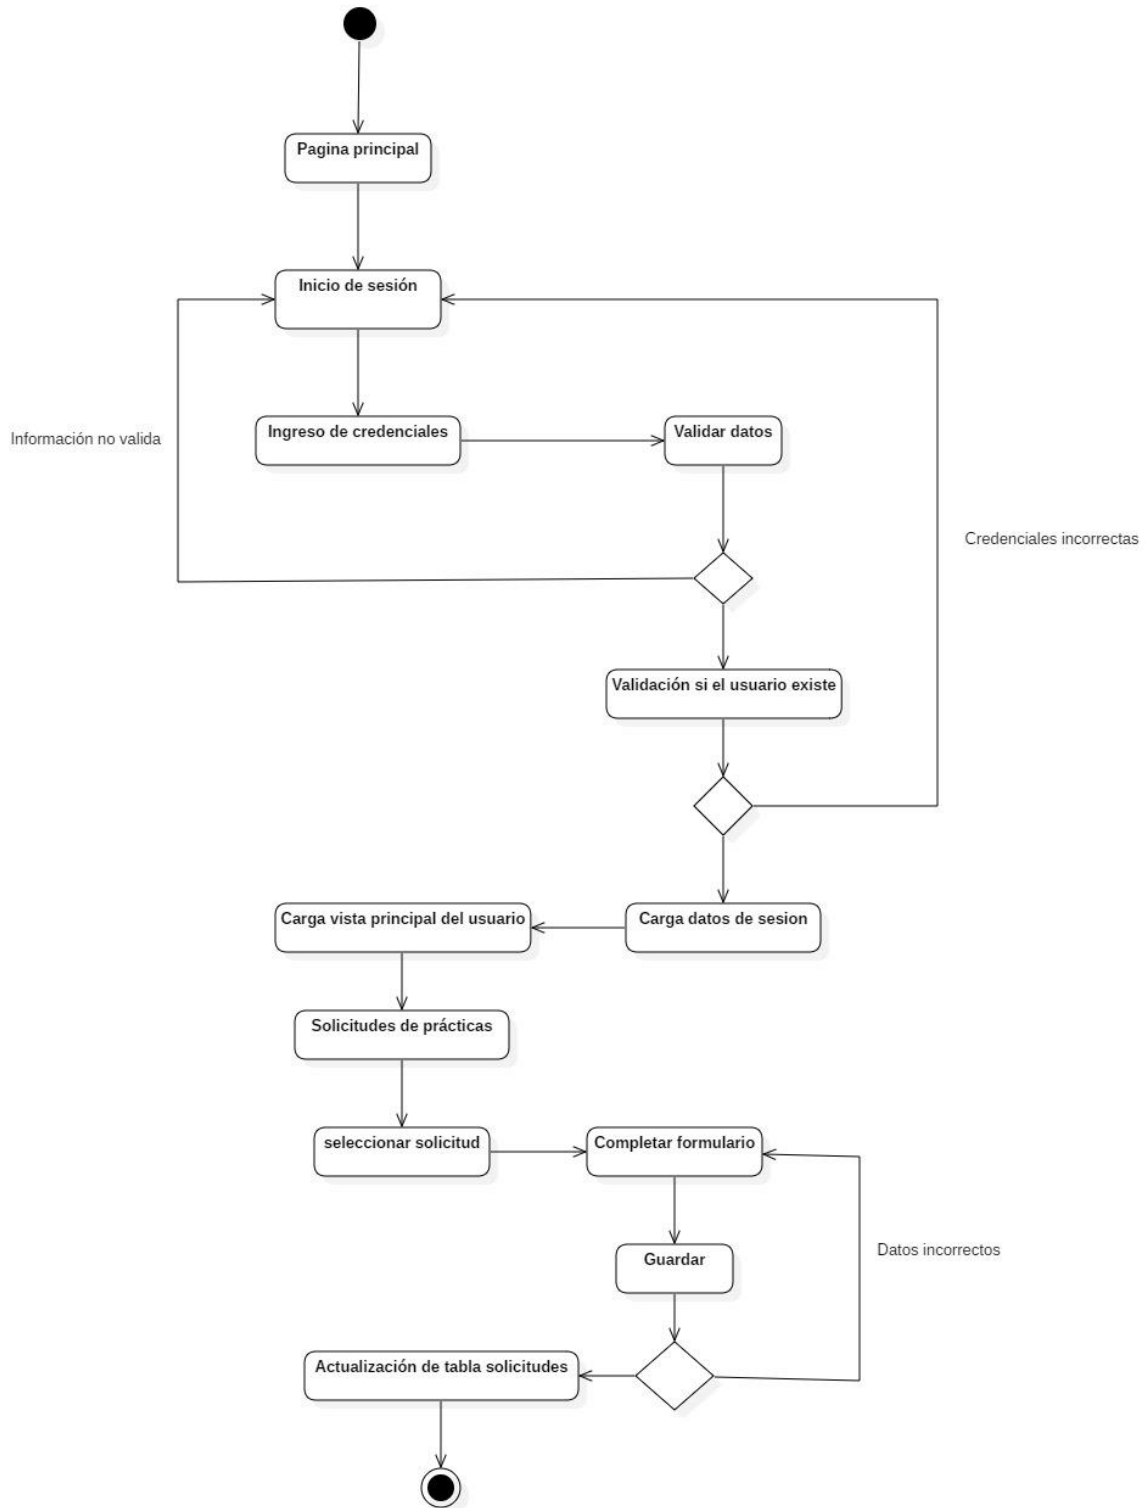 Pagina principal
Inicio de sesión
Información no valida
Ingreso de credenciales
Validar datos
Credenciales incorrectas
Validación si el usuario existe
Carga vista principal del usuario
Carga datos de sesion
Solicitudes de prácticas
seleccionar solicitud
Completar formulario
Datos incorrectos
Guardar
Actualización de tabla solicitudes